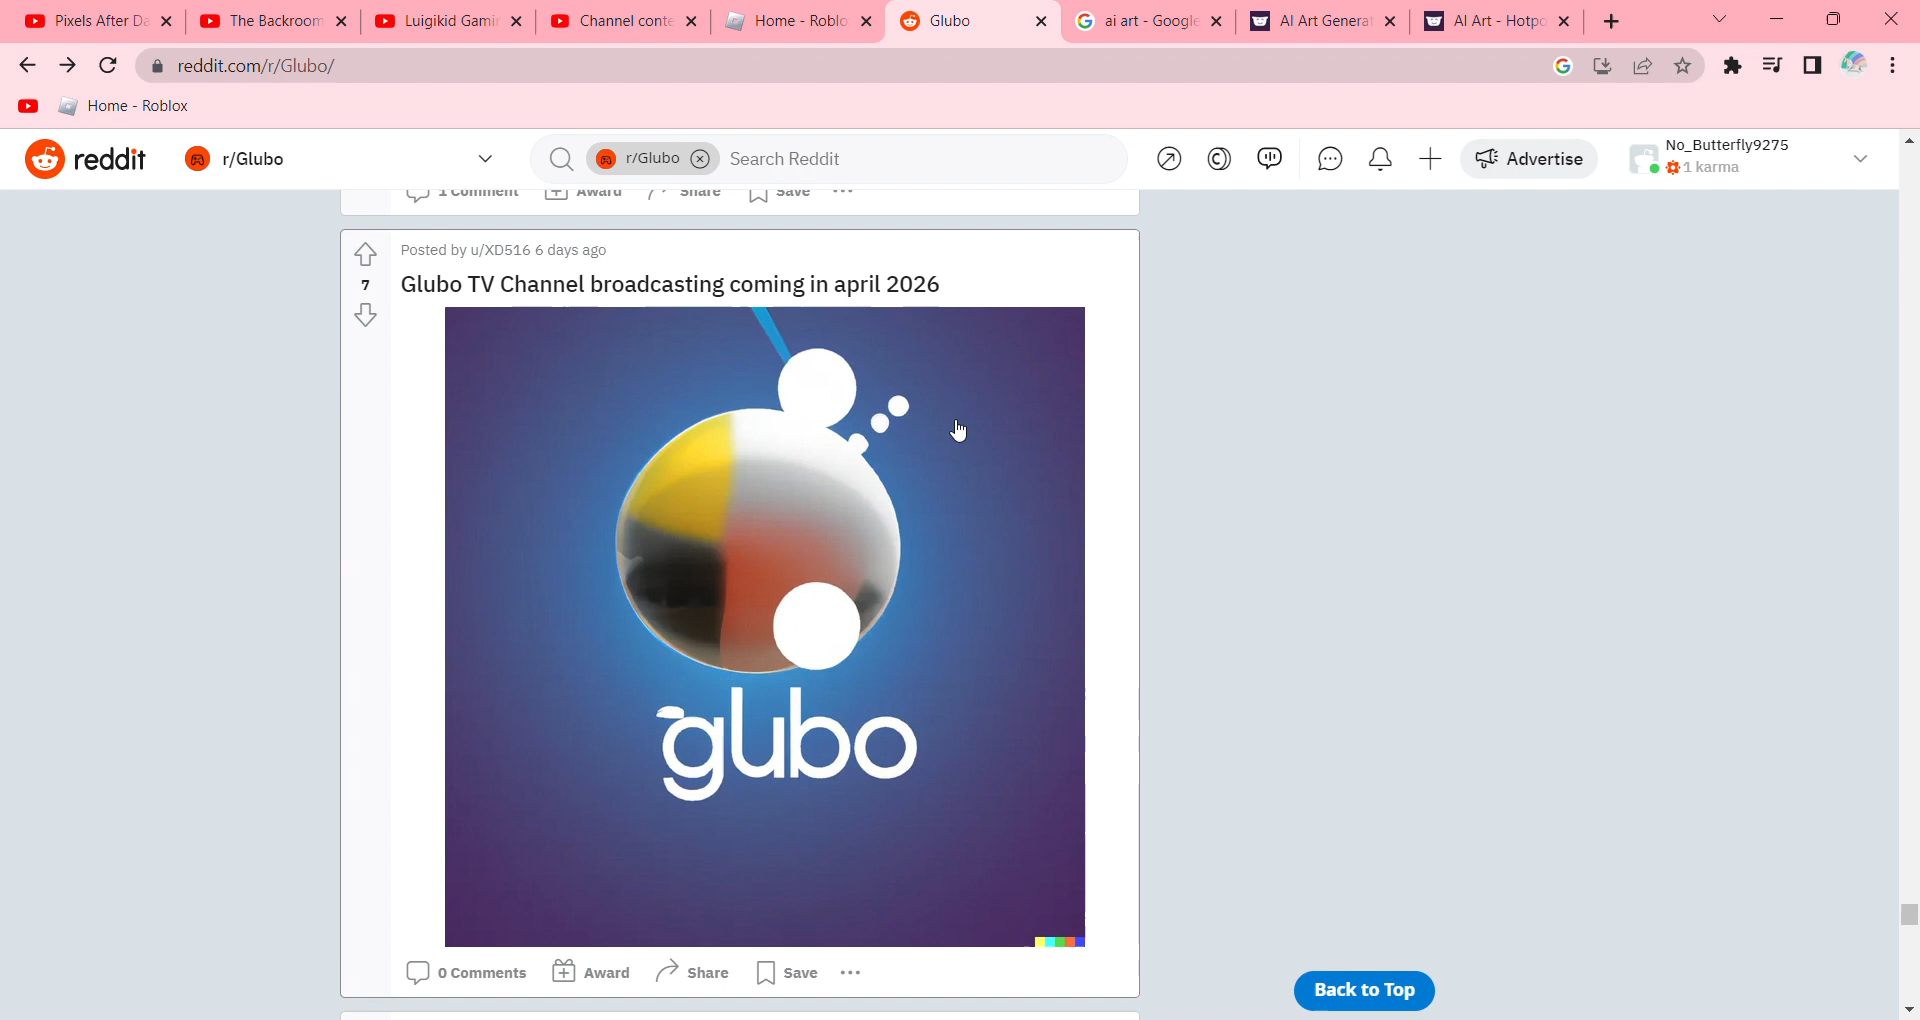 Pixels After Da
The Backroom
Luigikid Gami
Channel conte
Home - Roblo
Glubo
ai art - Google
AI Art Genera
AI Art - Hotpo
reddit.com/r/Glubo/
Home - Roblox
reddit
r/Glubo
r/Glubo
Search Reddit
Advertise
No_Butterfly9275
1 karma
1 Comment
Award
Share
Save
Posted by u/XD516 6 days ago
7
Glubo TV Channel broadcasting coming in april 2026
glubo
0 Comments
Award
Share
Save
Back to Top